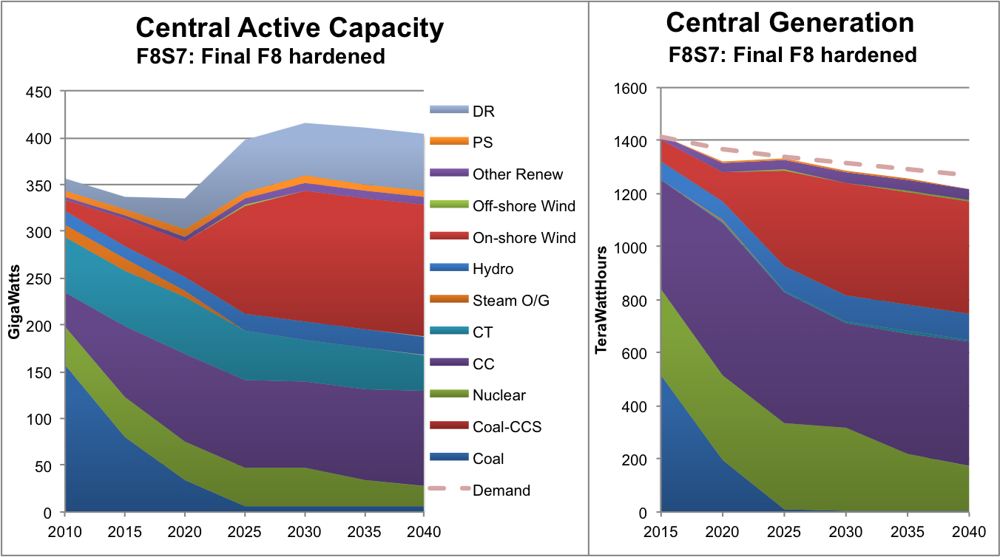 Central Active Capacity
F8S7: Final F8 hardened
GigaWatts
450
400
350
300
250
200
150
100
50
0
2010 2015 2020 2025 2030 2035 2040
DR
PS
Other Renew
Off-shore Wind
On-shore Wind
Hydro
Steam O/G
CT
CC
Nuclear
Coal-CCS
Coal
Demand
Central Generation
F8S7: Final F8 hardened
TeraWattHours
1600
1400
1200
1000
800
600
400
200
0
2015 2020 2025 2030 2035 2040